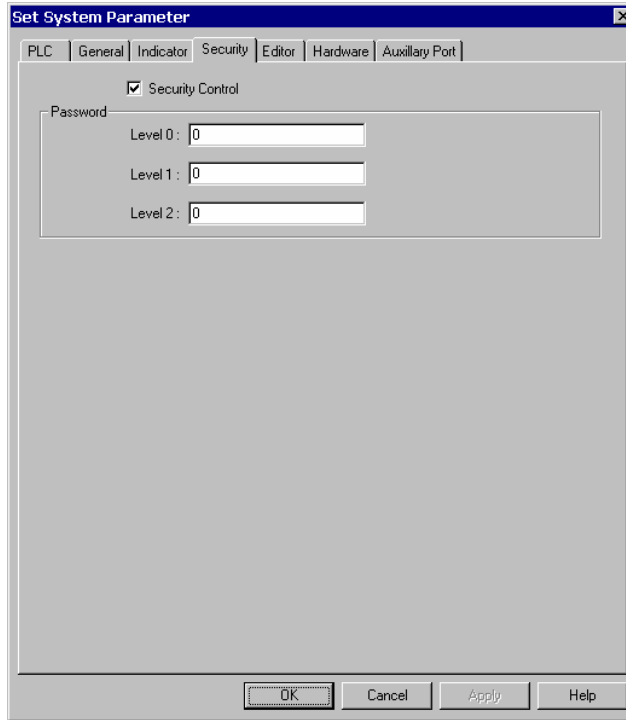 Set System Parameter
PLC General Indicator Security Editor Hardware Auxillary Port
Security Control
Password
Level 0 : 0
Level 1 : 0
Level 2 : 0
OK Cancel Apply Help